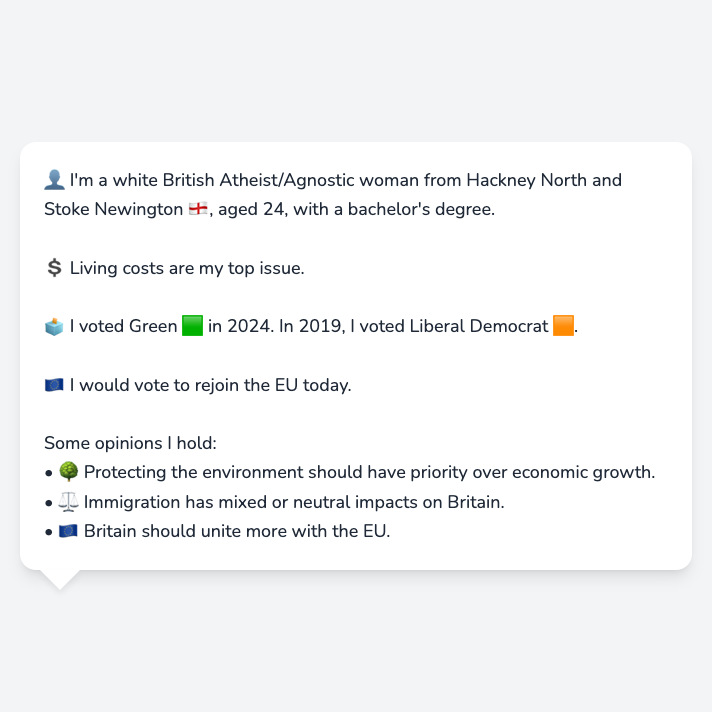 👤 I'm a white British Atheist/Agnostic woman from Hackney North and
Stoke Newington 🏴󠁧󠁢󠁥󠁮󠁧󠁿, aged 24, with a bachelor's degree.
💲 Living costs are my top issue.
🗳️ I voted Green 🟩 in 2024. In 2019, I voted Liberal Democrat 🟧.
🇪🇺 I would vote to rejoin the EU today.
Some opinions I hold:
• 🌳 Protecting the environment should have priority over economic growth.
• ⚖️ Immigration has mixed or neutral impacts on Britain.
• 🇪🇺 Britain should unite more with the EU.